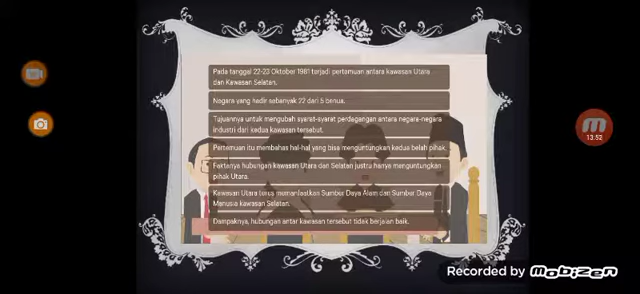 Pada tanggal 22-23 Oktober 1981 terjadi pertemuan antara kawasan Utara
dan Kawasan Selatan.
Negara yang hadir sebanyak 22 dari 5 benua.
Tujuannya untuk mengubah syarat-syarat perdagangan antara negara-negara
industri dari kedua kawasan tersebut.
Pertemuan itu membahas hal-hal yang bisa menguntungkan kedua belah pihak.
Faktanya hubungan kawasan Utara dan Selatan justru hanya menguntungkan
pihak Utara.
Kawasan Utara terus memanfaatkan Sumber Daya Alam dan Sumber Daya
Manusia kawasan Selatan.
Dampaknya, hubungan antar kawasan tersebut tidak berjalan baik.
13:52
Recorded by mobizen